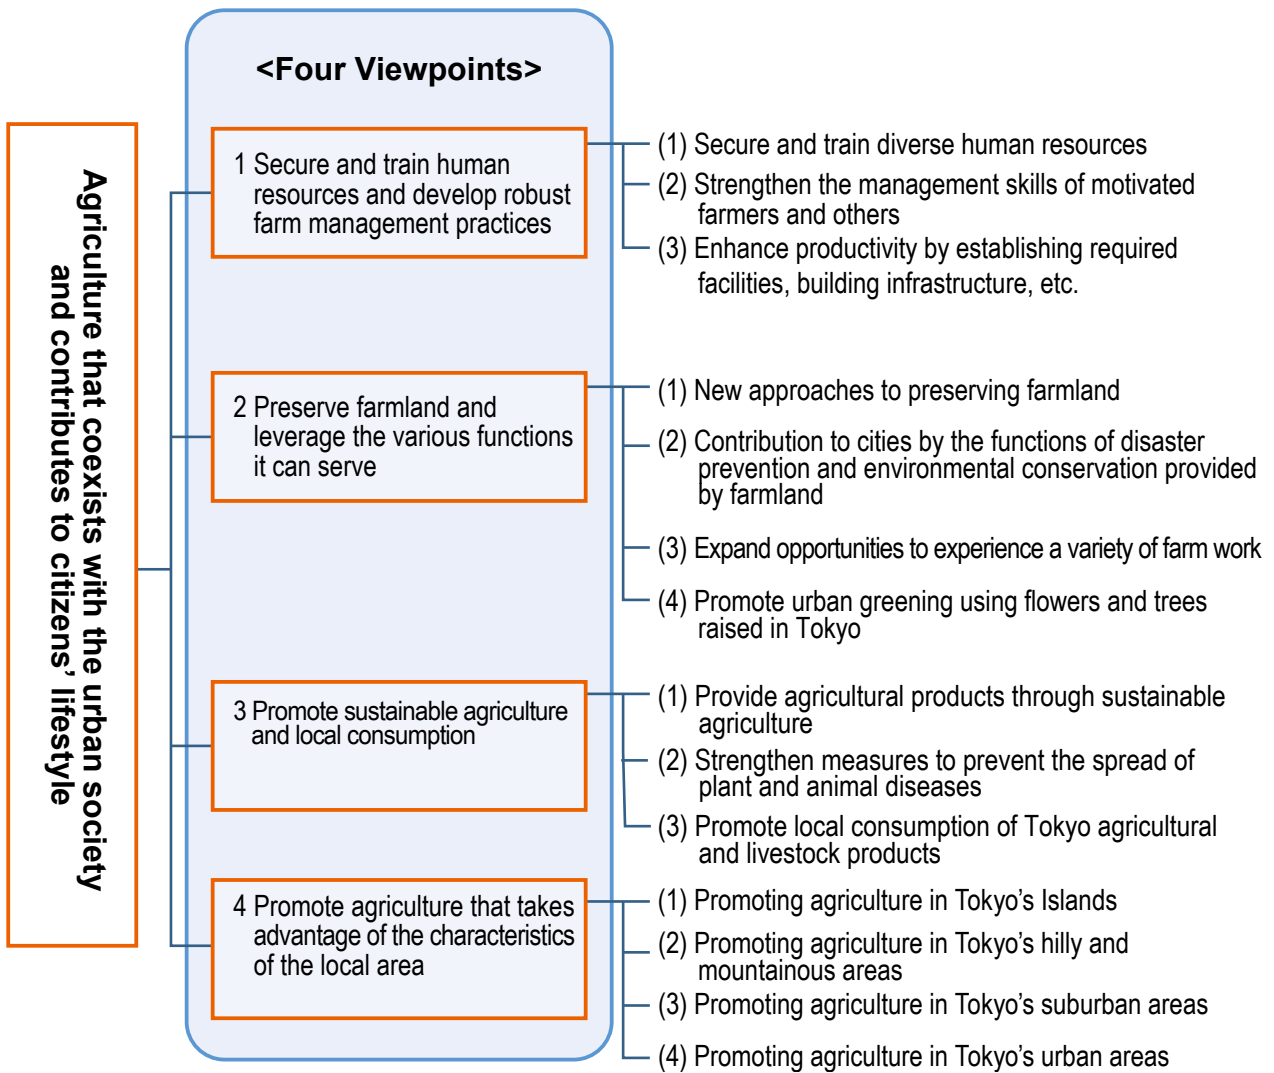 <Four Viewpoints>
Agriculture that coexists with the urban society
and contributes to citizens’ lifestyle
1 Secure and train human
resources and develop robust
farm management practices
(1) Secure and train diverse human resources
(2) Strengthen the management skills of motivated
farmers and others
(3) Enhance productivity by establishing required
facilities, building infrastructure, etc.
2 Preserve farmland and
leverage the various functions
it can serve
(1) New approaches to preserving farmland
(2) Contribution to cities by the functions of disaster
prevention and environmental conservation provided
by farmland
(3) Expand opportunities to experience a variety of farm work
(4) Promote urban greening using flowers and trees
raised in Tokyo
3 Promote sustainable agriculture
and local consumption
(1) Provide agricultural products through sustainable
agriculture
(2) Strengthen measures to prevent the spread of
plant and animal diseases
(3) Promote local consumption of Tokyo agricultural
and livestock products
4 Promote agriculture that takes
advantage of the characteristics
of the local area
(1) Promoting agriculture in Tokyo’s Islands
(2) Promoting agriculture in Tokyo’s hilly and
mountainous areas
(3) Promoting agriculture in Tokyo’s suburban areas
(4) Promoting agriculture in Tokyo’s urban areas